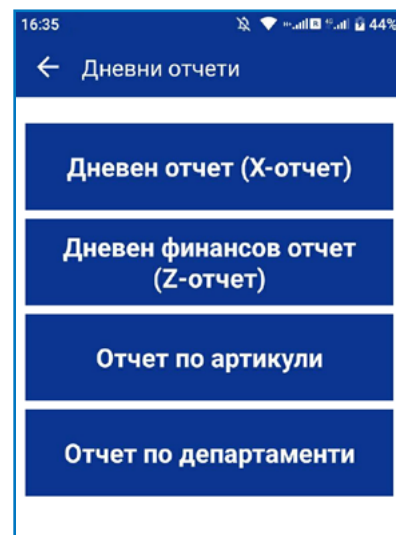 16:35
44%
Дневни отчети
Дневен отчет (X-отчет)
Дневен финансов отчет
(Z-отчет)
Отчет по артикули
Отчет по департаменти